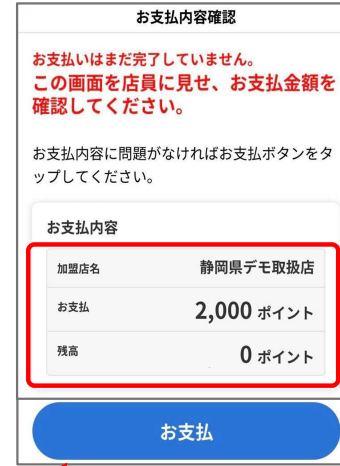 お支払内容確認
お支払いはまだ完了していません。
この画面を店員に見せ、お支払金額を
確認してください。
お支払内容に問題がなければお支払ボタンをタ
ップしてください。
お支払内容
加盟店名 静岡県デモ取扱店
お支払 2,000 ポイント
残高 0 ポイント
お支払